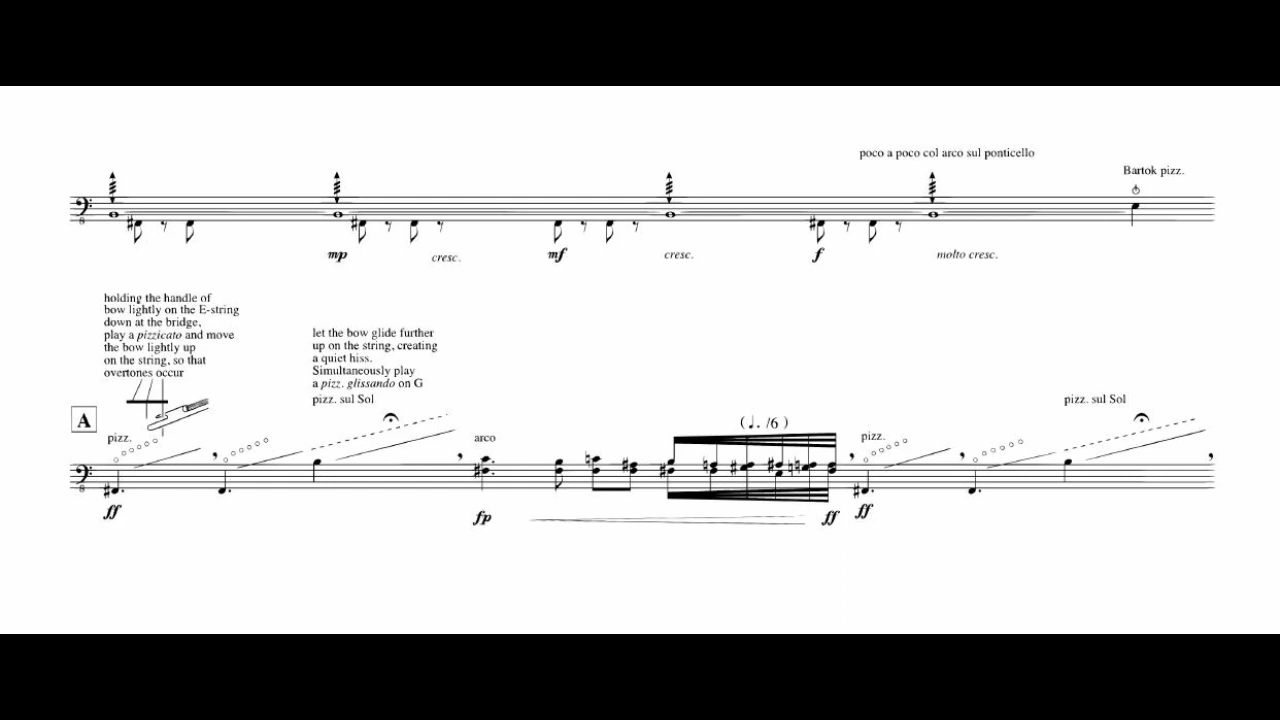 poco a poco col arco sul ponticello
Bartok pizz.
8
mp
cresc.
mf
cresc.
f
molto cresc.
holding the handle of
bow lightly on the E-string
down at the bridge,
play a pizzicato and move
the bow lightly up
on the string, so that
overtones occur
let the bow glide further
up on the string, creating
a quiet hiss.
Simultaneously play
a pizz. glissando on G
pizz. sul Sol
pizz. sul Sol
A
pizz.
arco
(♩. /6 )
pizz.
8
ff
fp
ff
ff